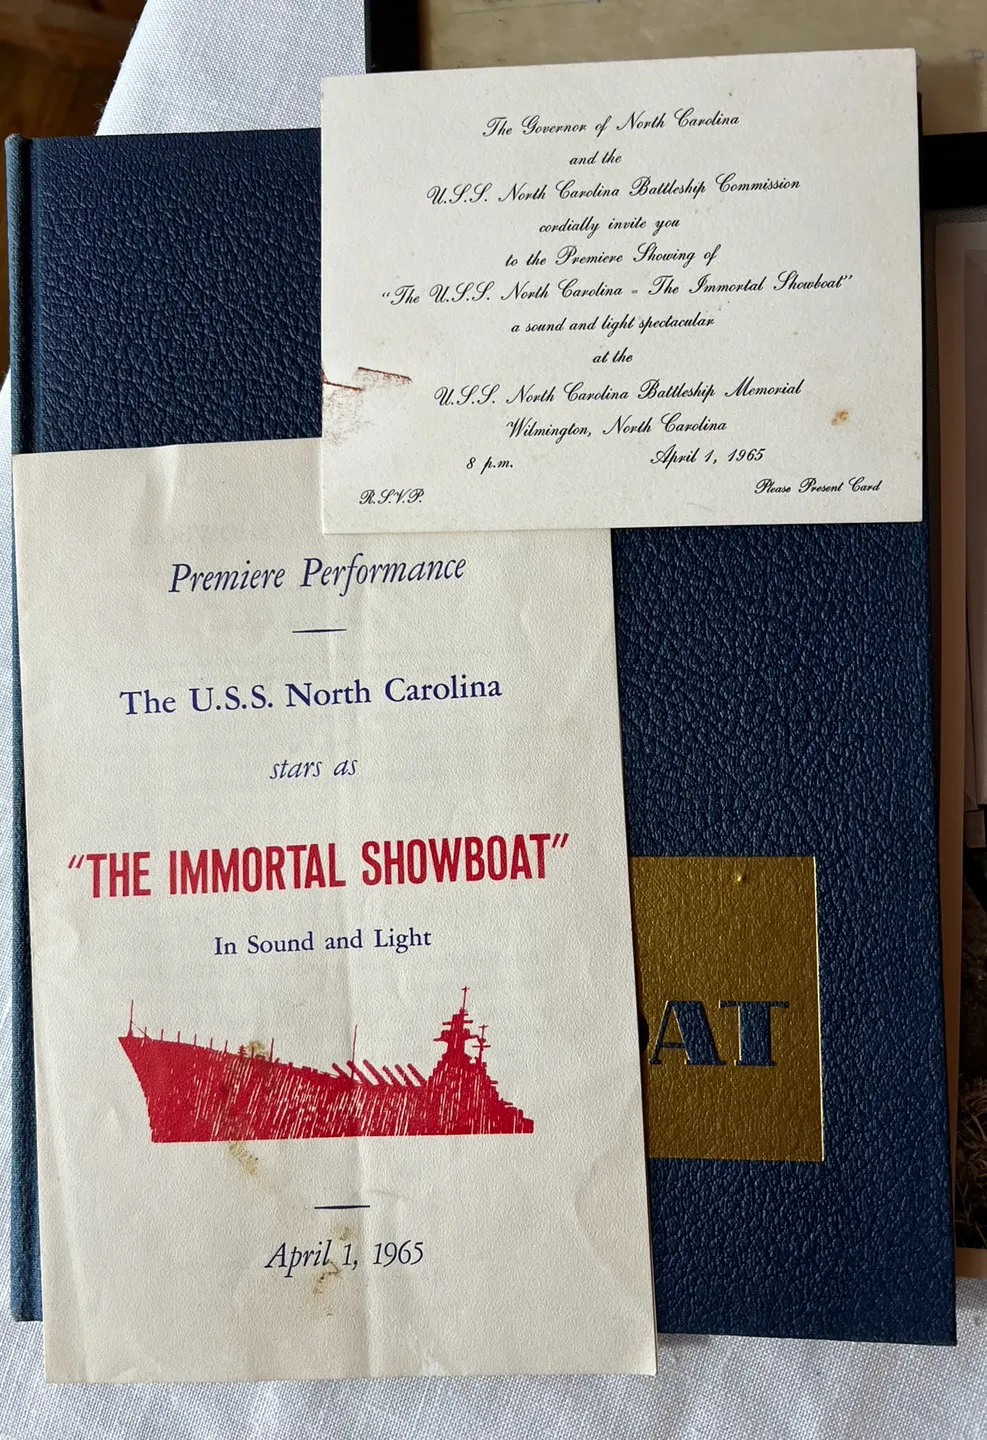 The Governor of North Carolina
and the
U.S.S. North Carolina Battleship Commission
cordially invite you
to the Premiere Showing of
“The U.S.S. North Carolina - The Immortal Showboat”
a sound and light spectacular
at the
U.S.S. North Carolina Battleship Memorial
Wilmington, North Carolina
8 p.m. April 1, 1965
R.S.V.P. Please Present Card
Premiere Performance
The U.S.S. North Carolina
stars as
“THE IMMORTAL SHOWBOAT”
In Sound and Light
April 1, 1965
OAT